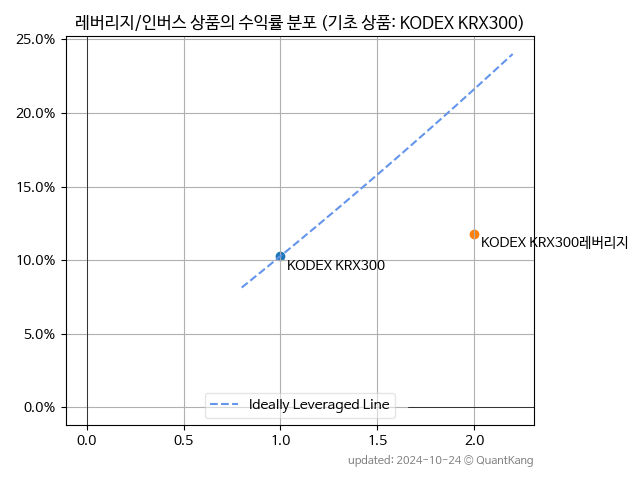 레버리지/인버스 상품의 수익률 분포 (기초 상품: KODEX KRX300)
25.0%
20.0%
15.0%
10.0%
5.0%
0.0%
KODEX KRX300레버리지
KODEX KRX300
Ideally Leveraged Line
0.0 0.5 1.0 1.5 2.0
updated: 2024-10-24 © QuantKang